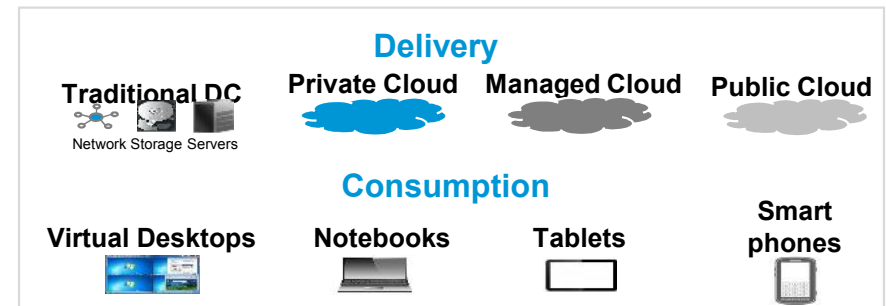 Delivery
Traditional DC
Private Cloud
Managed Cloud
Public Cloud
Network Storage Servers
Consumption
Virtual Desktops
Notebooks
Tablets
Smart
phones